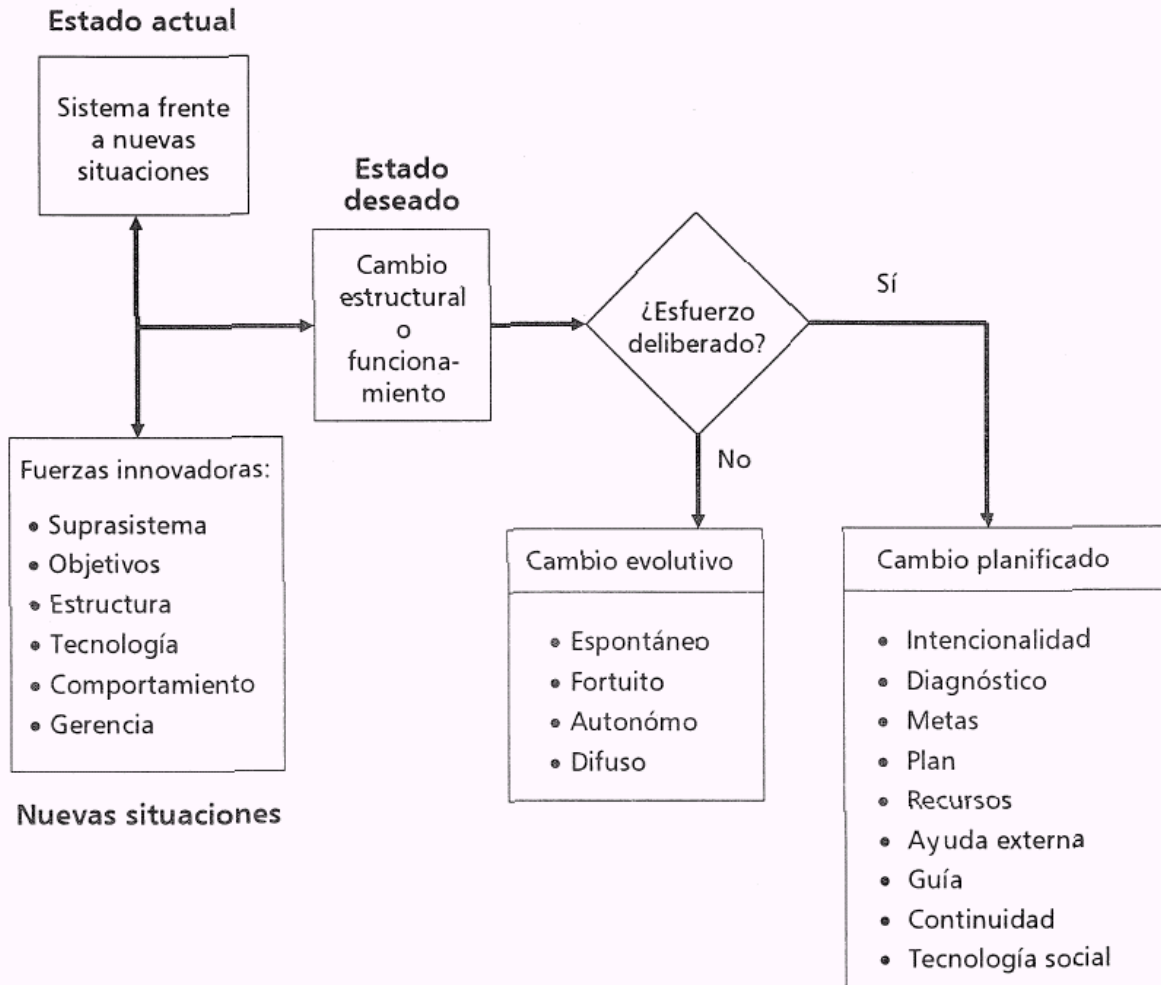 Estado actual
Sistema frente
a nuevas
situaciones
Estado
deseado
Cambio
estructural
o
funciona-
miento
¿Esfuerzo
deliberado?
Sí
No
Fuerzas innovadoras:
• Suprasistema
• Objetivos
• Estructura
• Tecnología
• Comportamiento
• Gerencia
Nuevas situaciones
Cambio evolutivo
• Espontáneo
• Fortuito
• Autonómo
• Difuso
Cambio planificado
• Intencionalidad
• Diagnóstico
• Metas
• Plan
• Recursos
• Ayuda externa
• Guía
• Continuidad
• Tecnología social